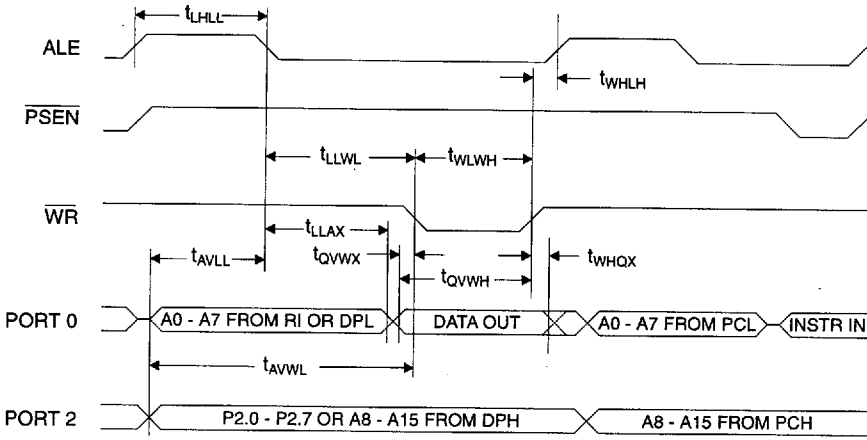 tLHLL
ALE
tWHLH
PSEN
tLLWL
tWLWH
WR
tLLAX
tAVLL
tQVWX
tWHQX
tQVWH
PORT 0
A0 - A7 FROM RI OR DPL
DATA OUT
A0 - A7 FROM PCL
INSTR IN
tAVWL
PORT 2
P2.0 - P2.7 OR A8 - A15 FROM DPH
A8 - A15 FROM PCH